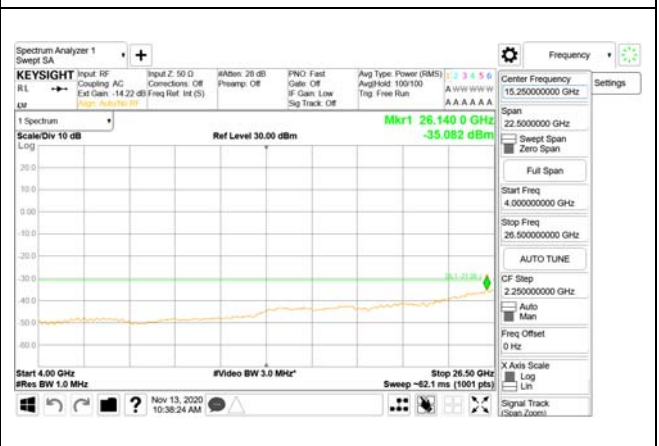 Spectrum Analyzer 1
Swept SA
+
Frequency
KEYSIGHT
RL
Input: RF
Coupling: AC
Ext Gain: -14.22 dB
Align: Auto/No RF
Input Z: 50 Ω
Corrections: Off
Freq Ref: Int (S)
#Atten: 28 dB
Preamp: Off
PNO: Fast
Gate: Off
IF Gain: Low
Sig Track: Off
Avg Type: Power (RMS)
Avg|Hold: 100/100
Trig: Free Run
1 2 3 4 5 6
A W W W W W
A A A A A A
Settings
Center Frequency
15.250000000 GHz
Span
22.5000000 GHz
Swept Span
Zero Span
Full Span
Start Freq
4.000000000 GHz
Stop Freq
26.500000000 GHz
AUTO TUNE
CF Step
2.250000000 GHz
Auto
Man
Freq Offset
0 Hz
X Axis Scale
Log
Lin
Signal Track
(Span Zoom)
1 Spectrum
Scale/Div 10 dB
Ref Level 30.00 dBm
Mkr1 26.140 0 GHz
-35.082 dBm
Log
20.0
10.0
0.00
-10.0
-20.0
-30.0
-40.0
-50.0
-60.0
Start 4.00 GHz
#Res BW 1.0 MHz
#Video BW 3.0 MHz*
Stop 26.50 GHz
Sweep ~62.1 ms (1001 pts)
?
Nov 13, 2020
10:38:24 AM